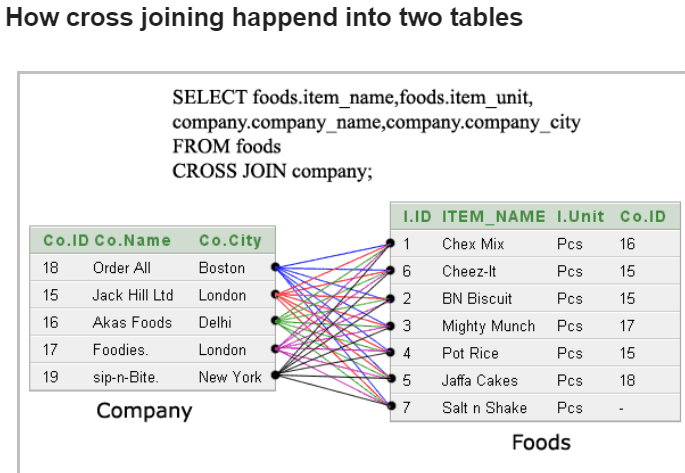 How cross joining happend into two tables
SELECT foods.item_name,foods.item_unit,
company.company_name,company.company_city
FROM foods
CROSS JOIN company;
Co.ID Co.Name Co.City
18 Order All Boston
15 Jack Hill Ltd London
16 Akas Foods Delhi
17 Foodies. London
19 sip-n-Bite. New York
Company
I.ID ITEM_NAME I.Unit Co.ID
1 Chex Mix Pcs 16
6 Cheez-It Pcs 15
2 BN Biscuit Pcs 15
3 Mighty Munch Pcs 17
4 Pot Rice Pcs 15
5 Jaffa Cakes Pcs 18
7 Salt n Shake Pcs -
Foods